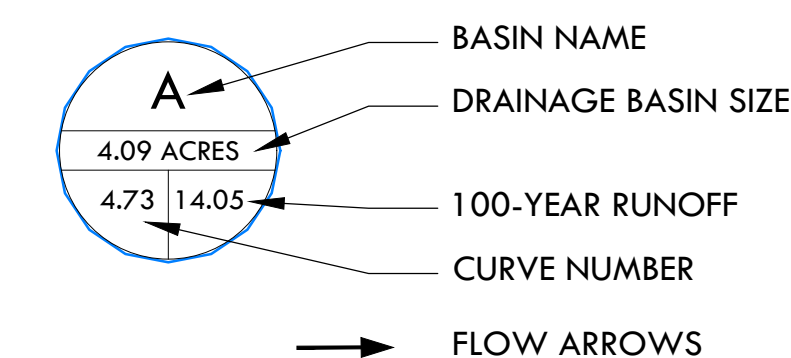 BASIN NAME
A
DRAINAGE BASIN SIZE
4.09 ACRES
4.73 14.05
100-YEAR RUNOFF
CURVE NUMBER
FLOW ARROWS